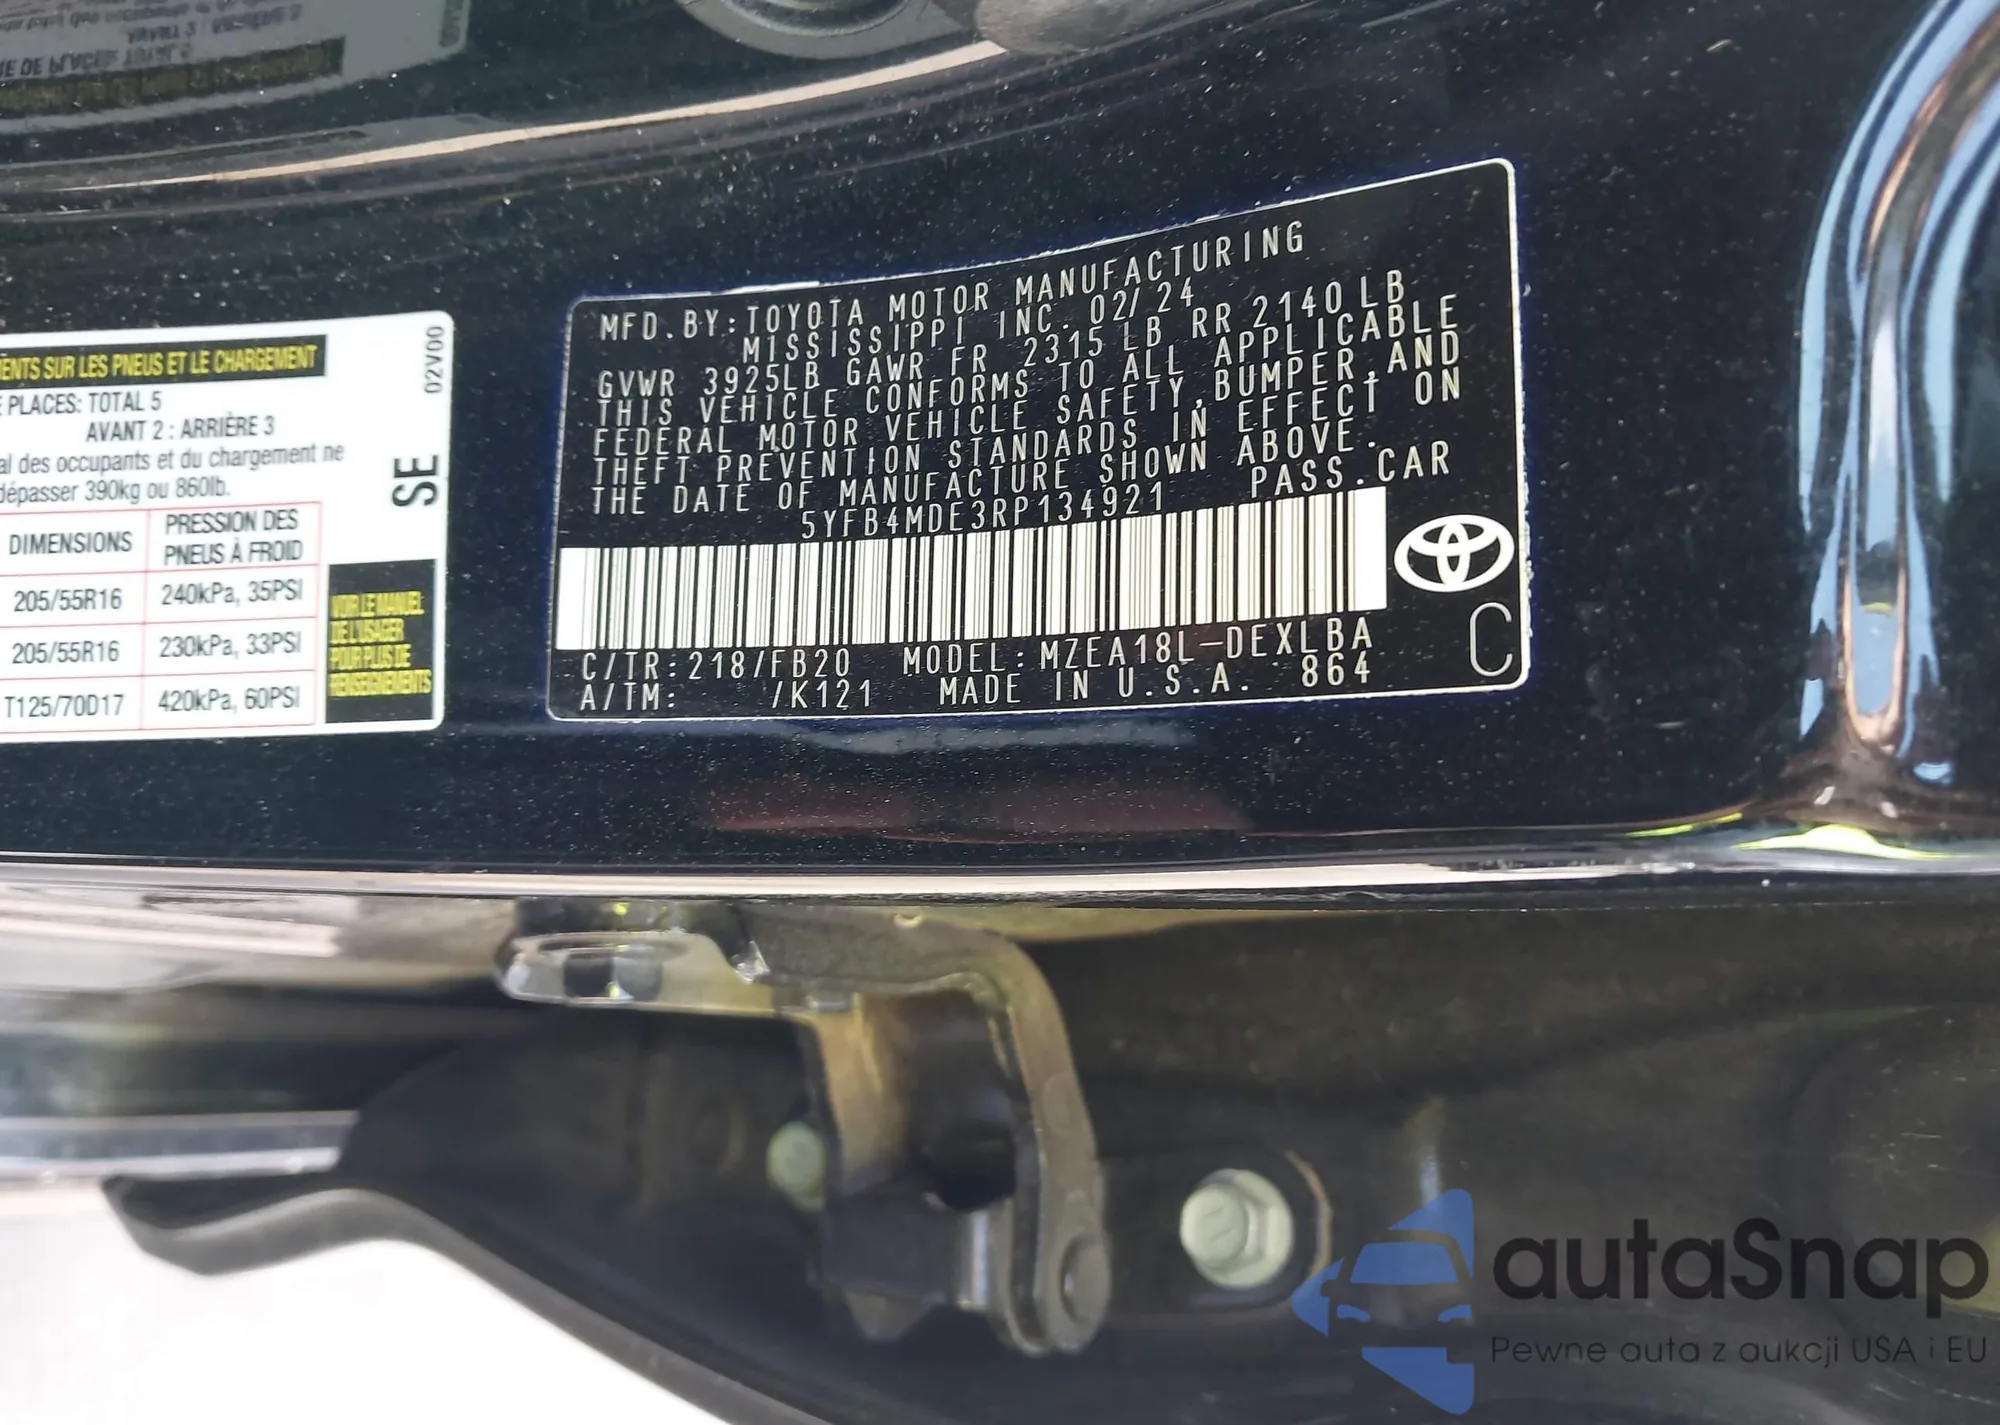 ENTS SUR LES PNEUS ET LE CHARGEMENT
PLACES: TOTAL 5
AVANT 2 : ARRIÈRE 3
al des occupants et du chargement ne
dépasser 390kg ou 860lb.
DIMENSIONS PRESSION DES
PNEUS À FROID
205/55R16 240kPa, 35PSI
205/55R16 230kPa, 33PSI
T125/70D17 420kPa, 60PSI
02V00
SE
VOIR LE MANUEL
DE L'USAGER
POUR PLUS DE
RENSEIGNEMENTS
MFD.BY:TOYOTA MOTOR MANUFACTURING
MISSISSIPPI INC. 02/24
GVWR 3925LB GAWR FR 2315LB RR 2140LB
THIS VEHICLE CONFORMS TO ALL APPLICABLE
FEDERAL MOTOR VEHICLE SAFETY,BUMPER,AND
THEFT PREVENTION STANDARDS IN EFFECT ON
THE DATE OF MANUFACTURE SHOWN ABOVE.
5YFB4MDE3RP134921 PASS.CAR
C/TR:218/FB20 MODEL:MZEA18L-DEXLBA
A/TM: /K121 MADE IN U.S.A. 864
C
autaSnap
Pewne auta z aukcji USA i EU